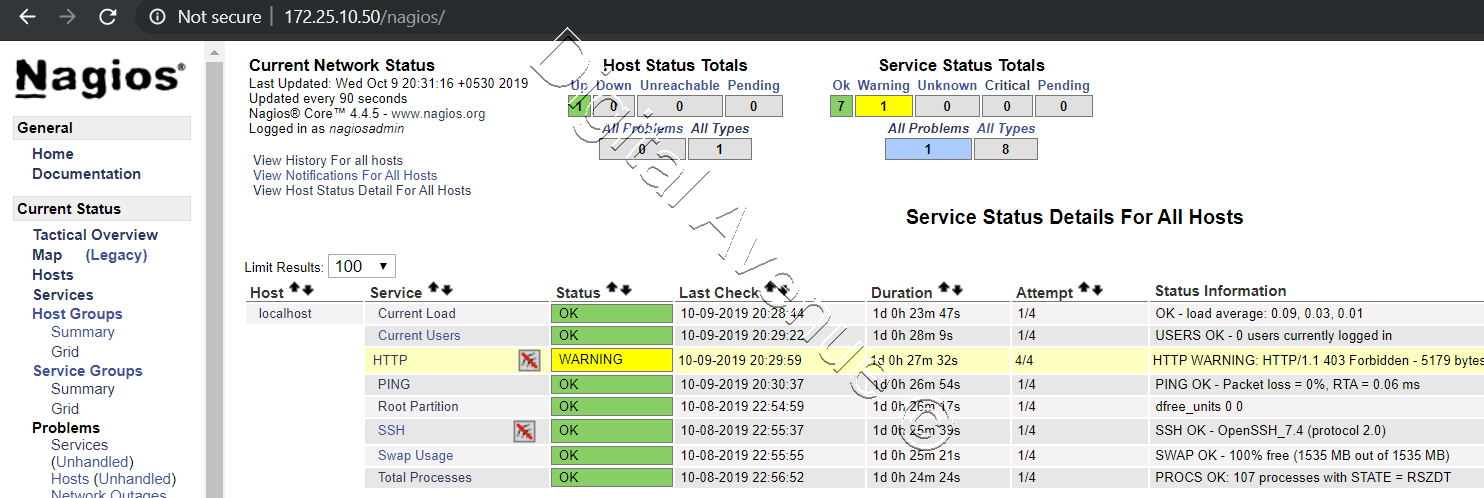 Not secure | 172.25.10.50/nagios/
Nagios®
General
Home
Documentation
Current Status
Tactical Overview
Map (Legacy)
Hosts
Services
Host Groups
Summary
Grid
Service Groups
Summary
Grid
Problems
Services
(Unhandled)
Hosts (Unhandled)
Network Outages
Current Network Status
Last Updated: Wed Oct 9 20:31:16 +0530 2019
Updated every 90 seconds
Nagios® Core™ 4.4.5 - www.nagios.org
Logged in as nagiosadmin
View History For all hosts
View Notifications For All Hosts
View Host Status Detail For All Hosts
Host Status Totals
Up Down Unreachable Pending
1 0 0 0
All Problems All Types
0 1
Service Status Totals
Ok Warning Unknown Critical Pending
7 1 0 0 0
All Problems All Types
1 8
Service Status Details For All Hosts
Limit Results: 100
Host Service Status Last Check Duration Attempt Status Information
localhost Current Load OK 10-09-2019 20:28:44 1d 0h 23m 47s 1/4 OK - load average: 0.09, 0.03, 0.01
Current Users OK 10-09-2019 20:29:22 1d 0h 28m 9s 1/4 USERS OK - 0 users currently logged in
HTTP WARNING 10-09-2019 20:29:59 1d 0h 27m 32s 4/4 HTTP WARNING: HTTP/1.1 403 Forbidden - 5179 bytes
PING OK 10-09-2019 20:30:37 1d 0h 26m 54s 1/4 PING OK - Packet loss = 0%, RTA = 0.06 ms
Root Partition OK 10-08-2019 22:54:59 1d 0h 26m 17s 1/4 dfree_units 0 0
SSH OK 10-08-2019 22:55:37 1d 0h 25m 39s 1/4 SSH OK - OpenSSH_7.4 (protocol 2.0)
Swap Usage OK 10-08-2019 22:55:55 1d 0h 25m 21s 1/4 SWAP OK - 100% free (1535 MB out of 1535 MB)
Total Processes OK 10-08-2019 22:56:52 1d 0h 24m 24s 1/4 PROCS OK: 107 processes with STATE = RSZDT
Digital Avenue ©